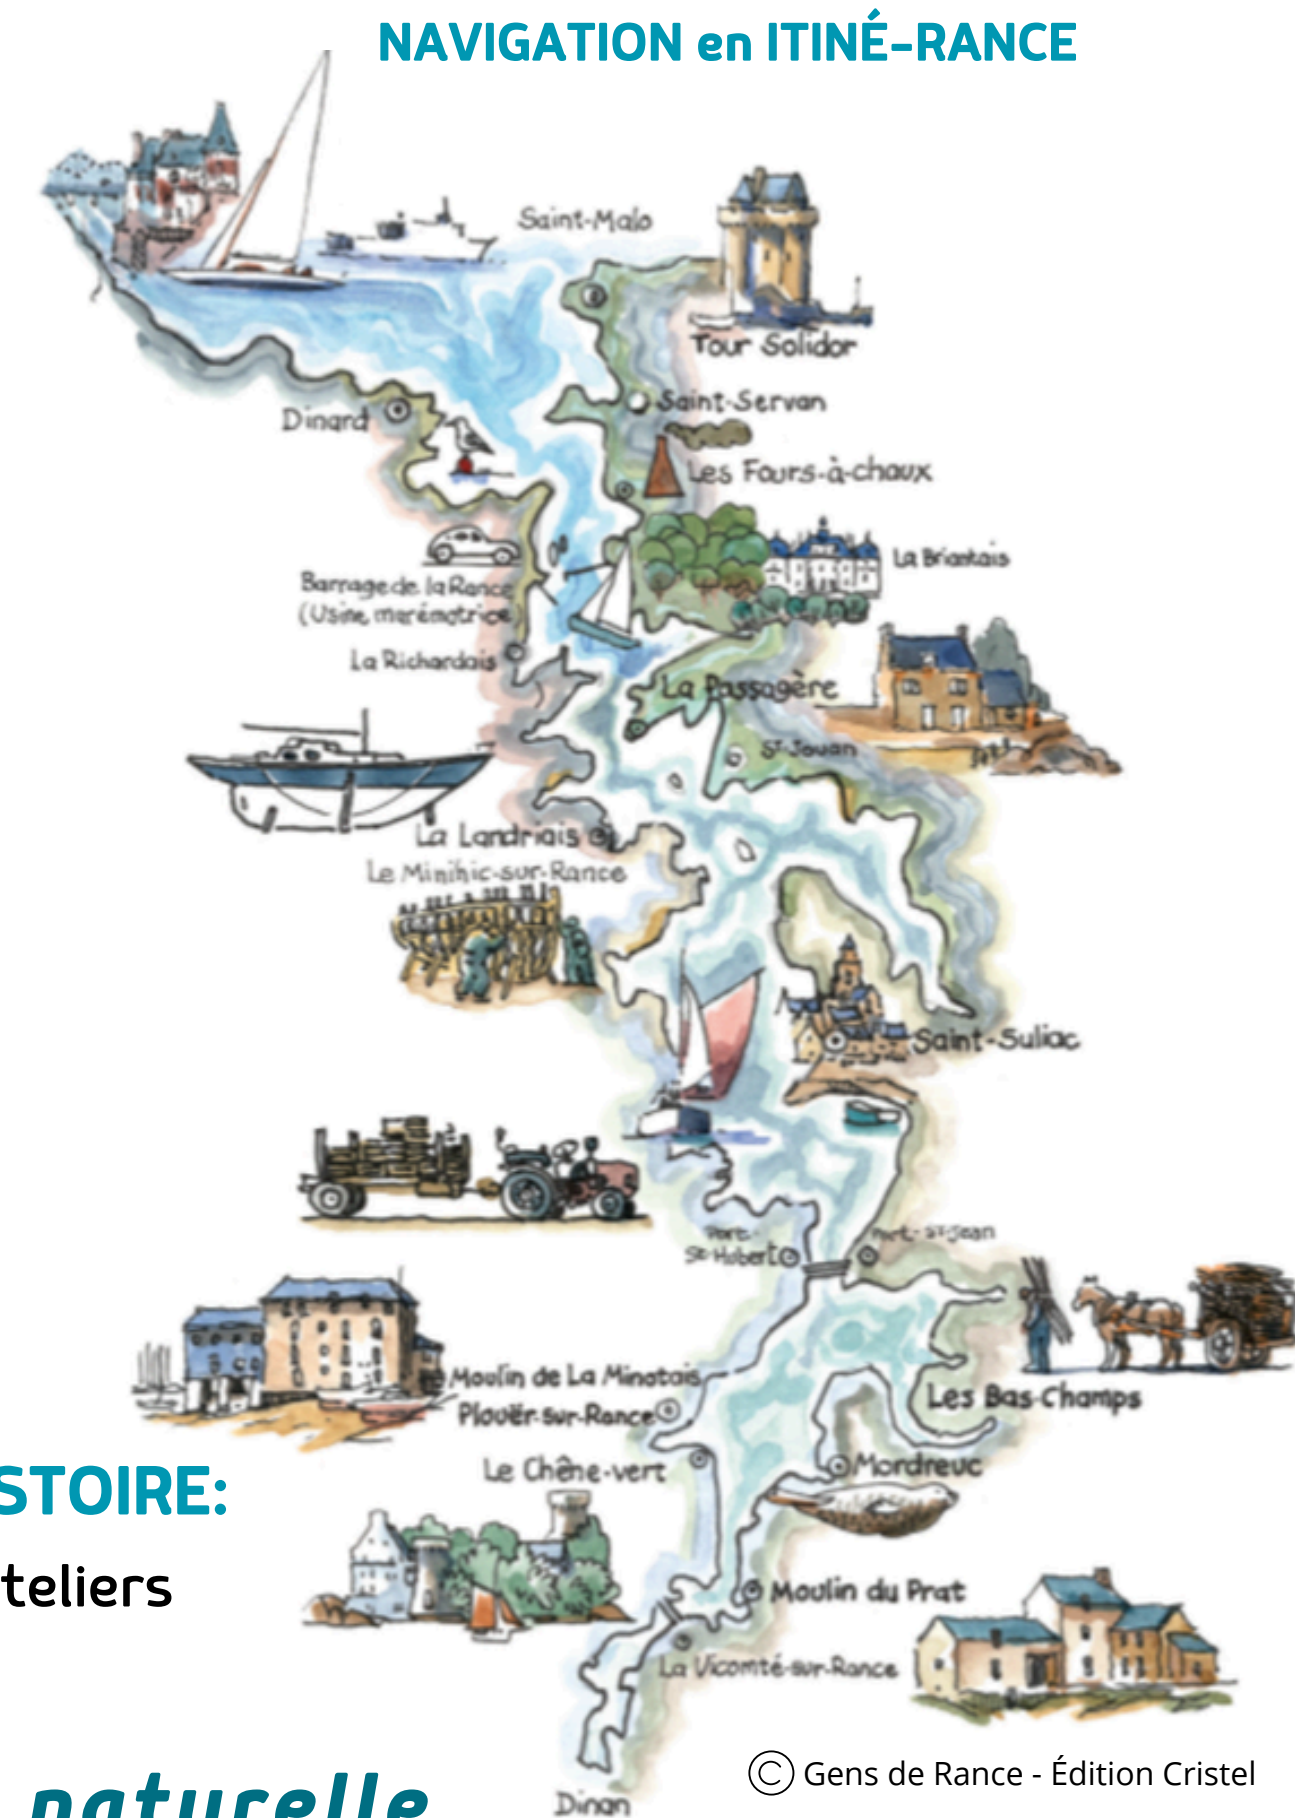 NAVIGATION en ITINÉ-RANCE
Saint-Malo
Tour Solidor
Saint-Servan
Dinard
Les Fours-à-chaux
La Briantais
Barrage de la Rance
(Usine marémotrice)
La Richardais
La Passagère
St-Jouan
La Landriais
Le Minihic-sur-Rance
Saint-Suliac
Port-
St-Hubert
Port-St-Jean
Moulin de La Minotais
Plouër-sur-Rance
Les Bas-Champs
Le Chêne-vert
Mordreuc
STOIRE:
teliers
Moulin du Prat
La Vicomté-sur-Rance
© Gens de Rance - Édition Cristel
naturelle
Dinan